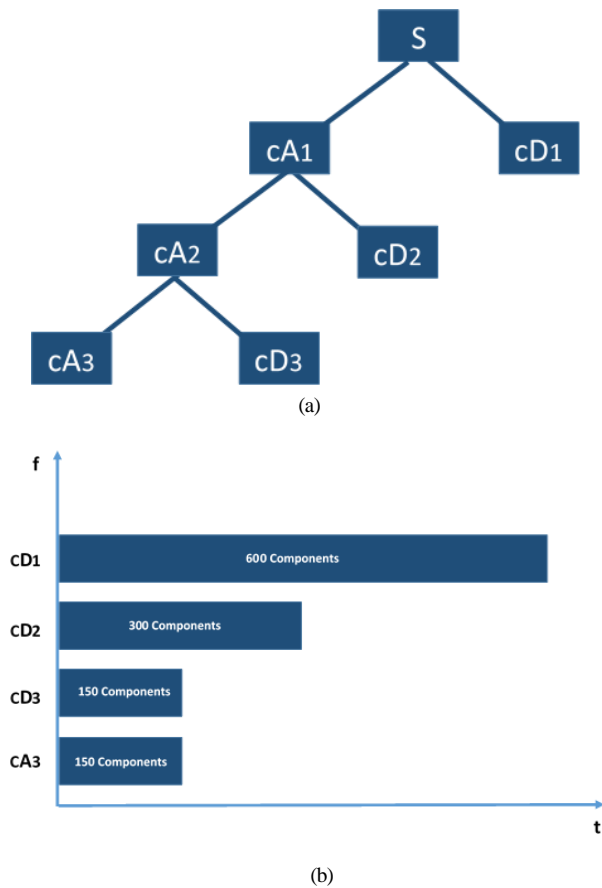 S
cA1
cD1
cA2
cD2
cA3
cD3
(a)
f
cD1
600 Components
cD2
300 Components
cD3
150 Components
cA3
150 Components
t
(b)